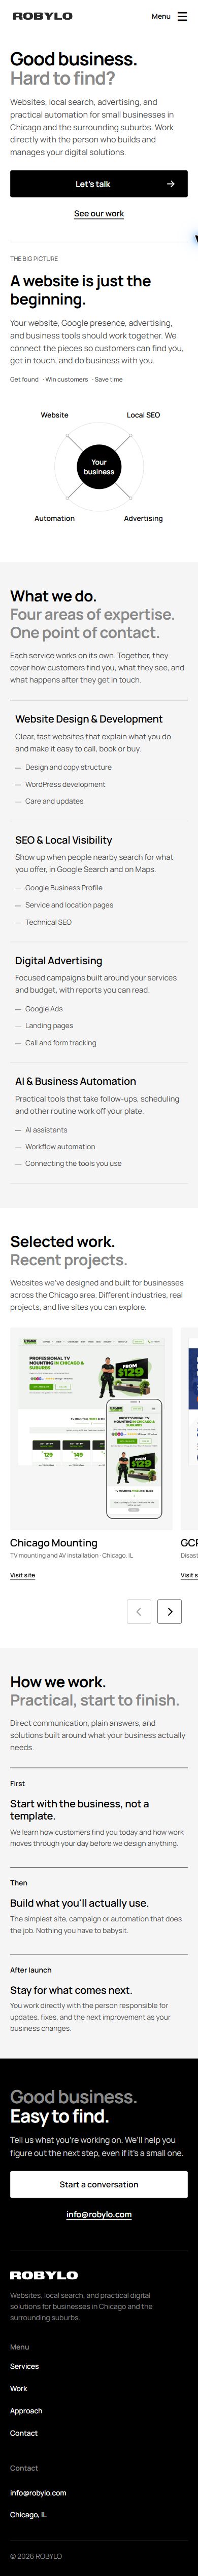 ROBYLO
Menu
Good business.
Hard to find?
Websites, local search, advertising, and
practical automation for small businesses in
Chicago and the surrounding suburbs. Work
directly with the person who builds and
manages your digital solutions.
Let's talk
See our work
THE BIG PICTURE
A website is just the
beginning.
Your website, Google presence, advertising,
and business tools should work together. We
connect the pieces so customers can find you,
get in touch, and do business with you.
Get found · Win customers · Save time
Website
Local SEO
Your
business
Automation
Advertising
What we do.
Four areas of expertise.
One point of contact.
Each service works on its own. Together, they
cover how customers find you, what they see, and
what happens after they get in touch.
Website Design & Development
Clear, fast websites that explain what you do
and make it easy to call, book or buy.
— Design and copy structure
— WordPress development
— Care and updates
SEO & Local Visibility
Show up when people nearby search for what
you offer, in Google Search and on Maps.
— Google Business Profile
— Service and location pages
— Technical SEO
Digital Advertising
Focused campaigns built around your services
and budget, with reports you can read.
— Google Ads
— Landing pages
— Call and form tracking
AI & Business Automation
Practical tools that take follow-ups, scheduling
and other routine work off your plate.
— AI assistants
— Workflow automation
— Connecting the tools you use
Selected work.
Recent projects.
Websites we've designed and built for businesses
across the Chicago area. Different industries, real
projects, and live sites you can explore.
PROFESSIONAL TV
MOUNTING IN CHICAGO &
SUBURBS
FROM
$129
PROFESSIONAL TV MOUNTING PRICE
129
149
Chicago Mounting
GCF
TV mounting and AV installation · Chicago, IL
Disast
Visit site
Visit s
How we work.
Practical, start to finish.
Direct communication, plain answers, and
solutions built around what your business actually
needs.
First
Start with the business, not a
template.
We learn how customers find you today and how work
moves through your day before we design anything.
Then
Build what you'll actually use.
The simplest site, campaign or automation that does
the job. Nothing you have to babysit.
After launch
Stay for what comes next.
You work directly with the person responsible for
updates, fixes, and the next improvement as your
business changes.
Good business.
Easy to find.
Tell us what you're working on. We'll help you
figure out the next step, even if it's a small one.
Start a conversation
info@robylo.com
ROBYLO
Websites, local search, and practical digital
solutions for businesses in Chicago and the
surrounding suburbs.
Menu
Services
Work
Approach
Contact
Contact
info@robylo.com
Chicago, IL
© 2026 ROBYLO